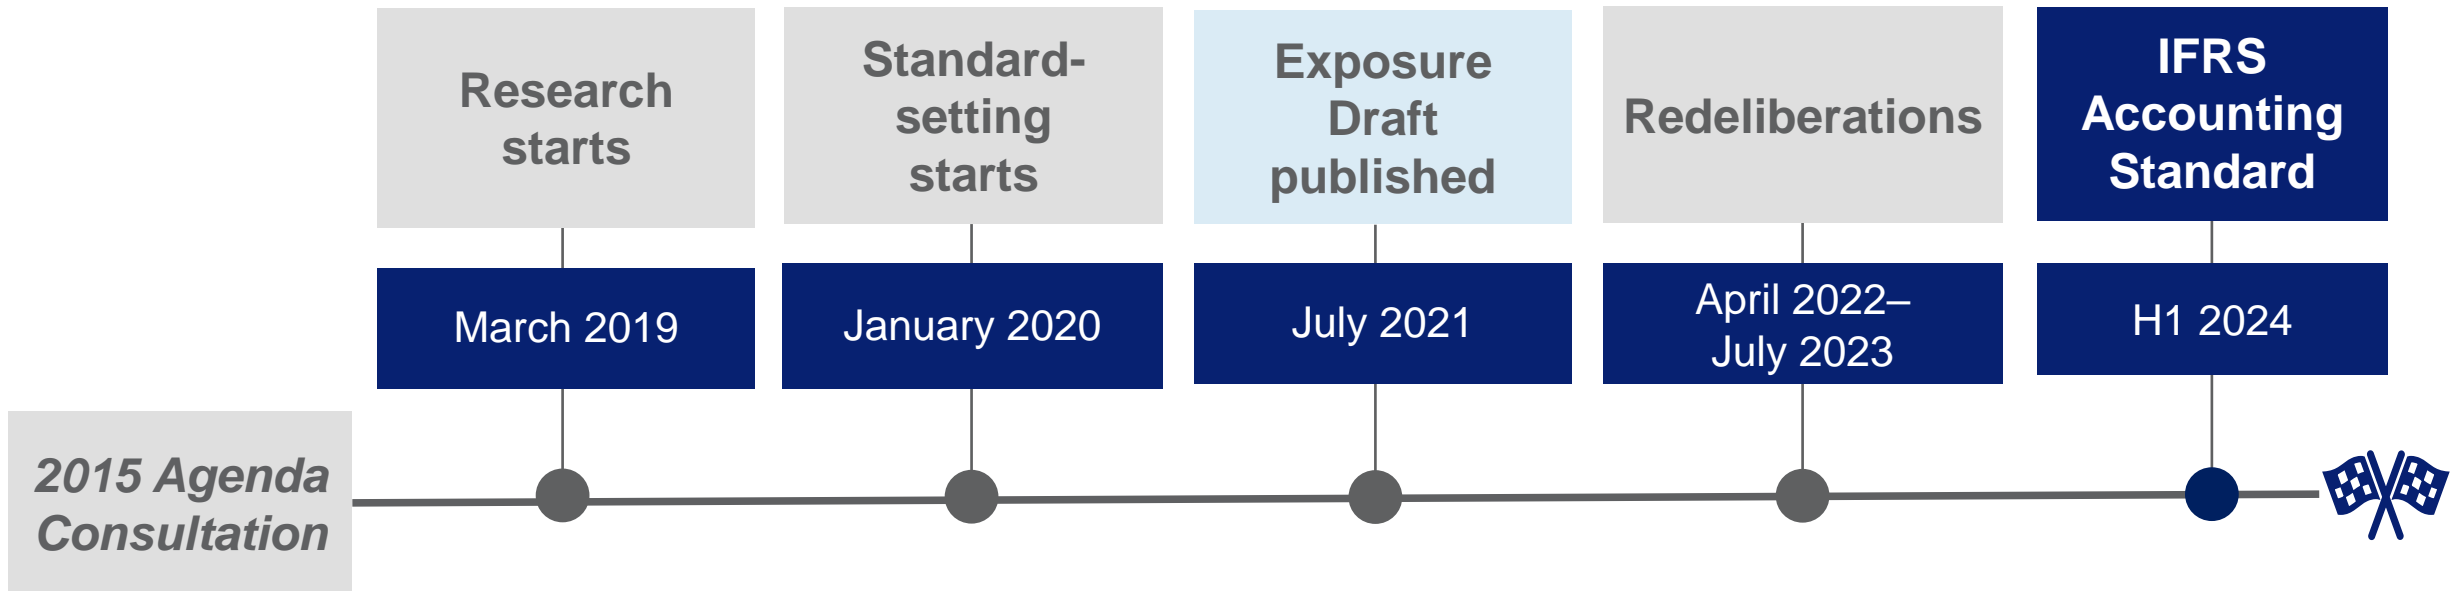 Research
starts
Standard-
setting
starts
Exposure
Draft
published
Redeliberations
IFRS
Accounting
Standard
March 2019
January 2020
July 2021
April 2022–
July 2023
H1 2024
2015 Agenda
Consultation